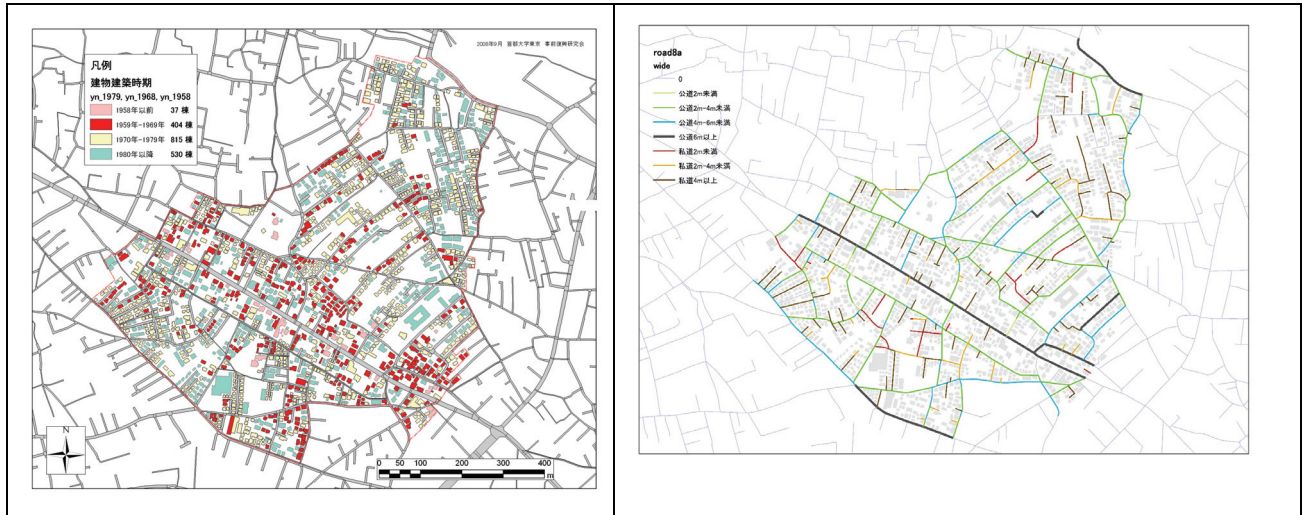 2008年9月 首都大学東京 事前復興研究会
凡例
建物建築時期
yn_1979, yn_1968, yn_1958
1958年以前 37 棟
1959年-1969年 404 棟
1970年-1979年 815 棟
1980年以降 530 棟
N
0 50 100 200 300 400
m
road8a
wide
0
公道2m未満
公道2m-4m未満
公道4m-6m未満
公道6m以上
私道2m未満
私道2m-4m未満
私道4m以上